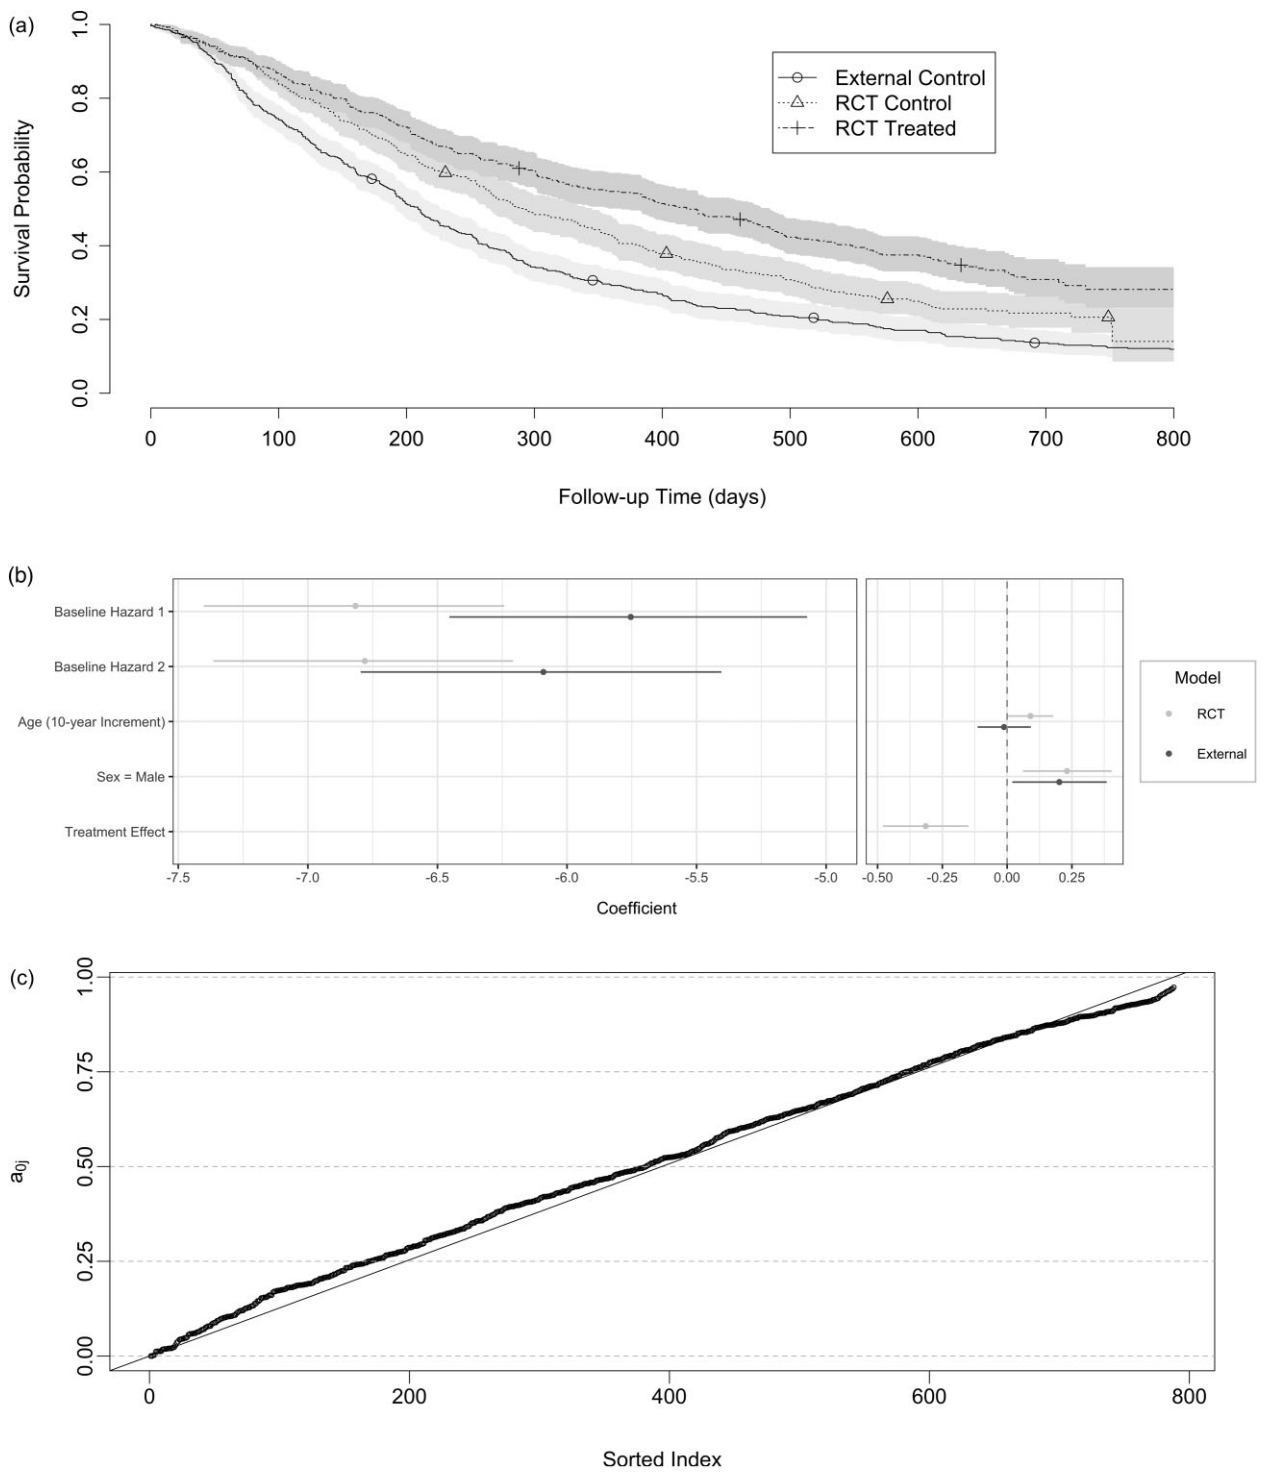 (a)
1.0
0.8
0.6
0.4
0.2
0.0
Survival Probability
External Control
RCT Control
RCT Treated
0 100 200 300 400 500 600 700 800
Follow-up Time (days)
(b)
Baseline Hazard 1
Baseline Hazard 2
Age (10-year Increment)
Sex = Male
Treatment Effect
-7.5 -7.0 -6.5 -6.0 -5.5 -5.0 -0.50 -0.25 0.00 0.25
Coefficient
Model
RCT
External
(c)
1.00
0.75
0.50
0.25
0.00
a0j
0 200 400 600 800
Sorted Index